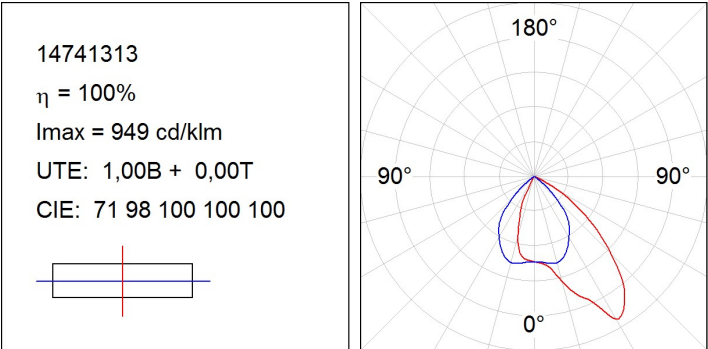 14741313
η = 100%
Imax = 949 cd/klm
UTE: 1,00B + 0,00T
CIE: 71 98 100 100 100
180°
90° 90°
0°